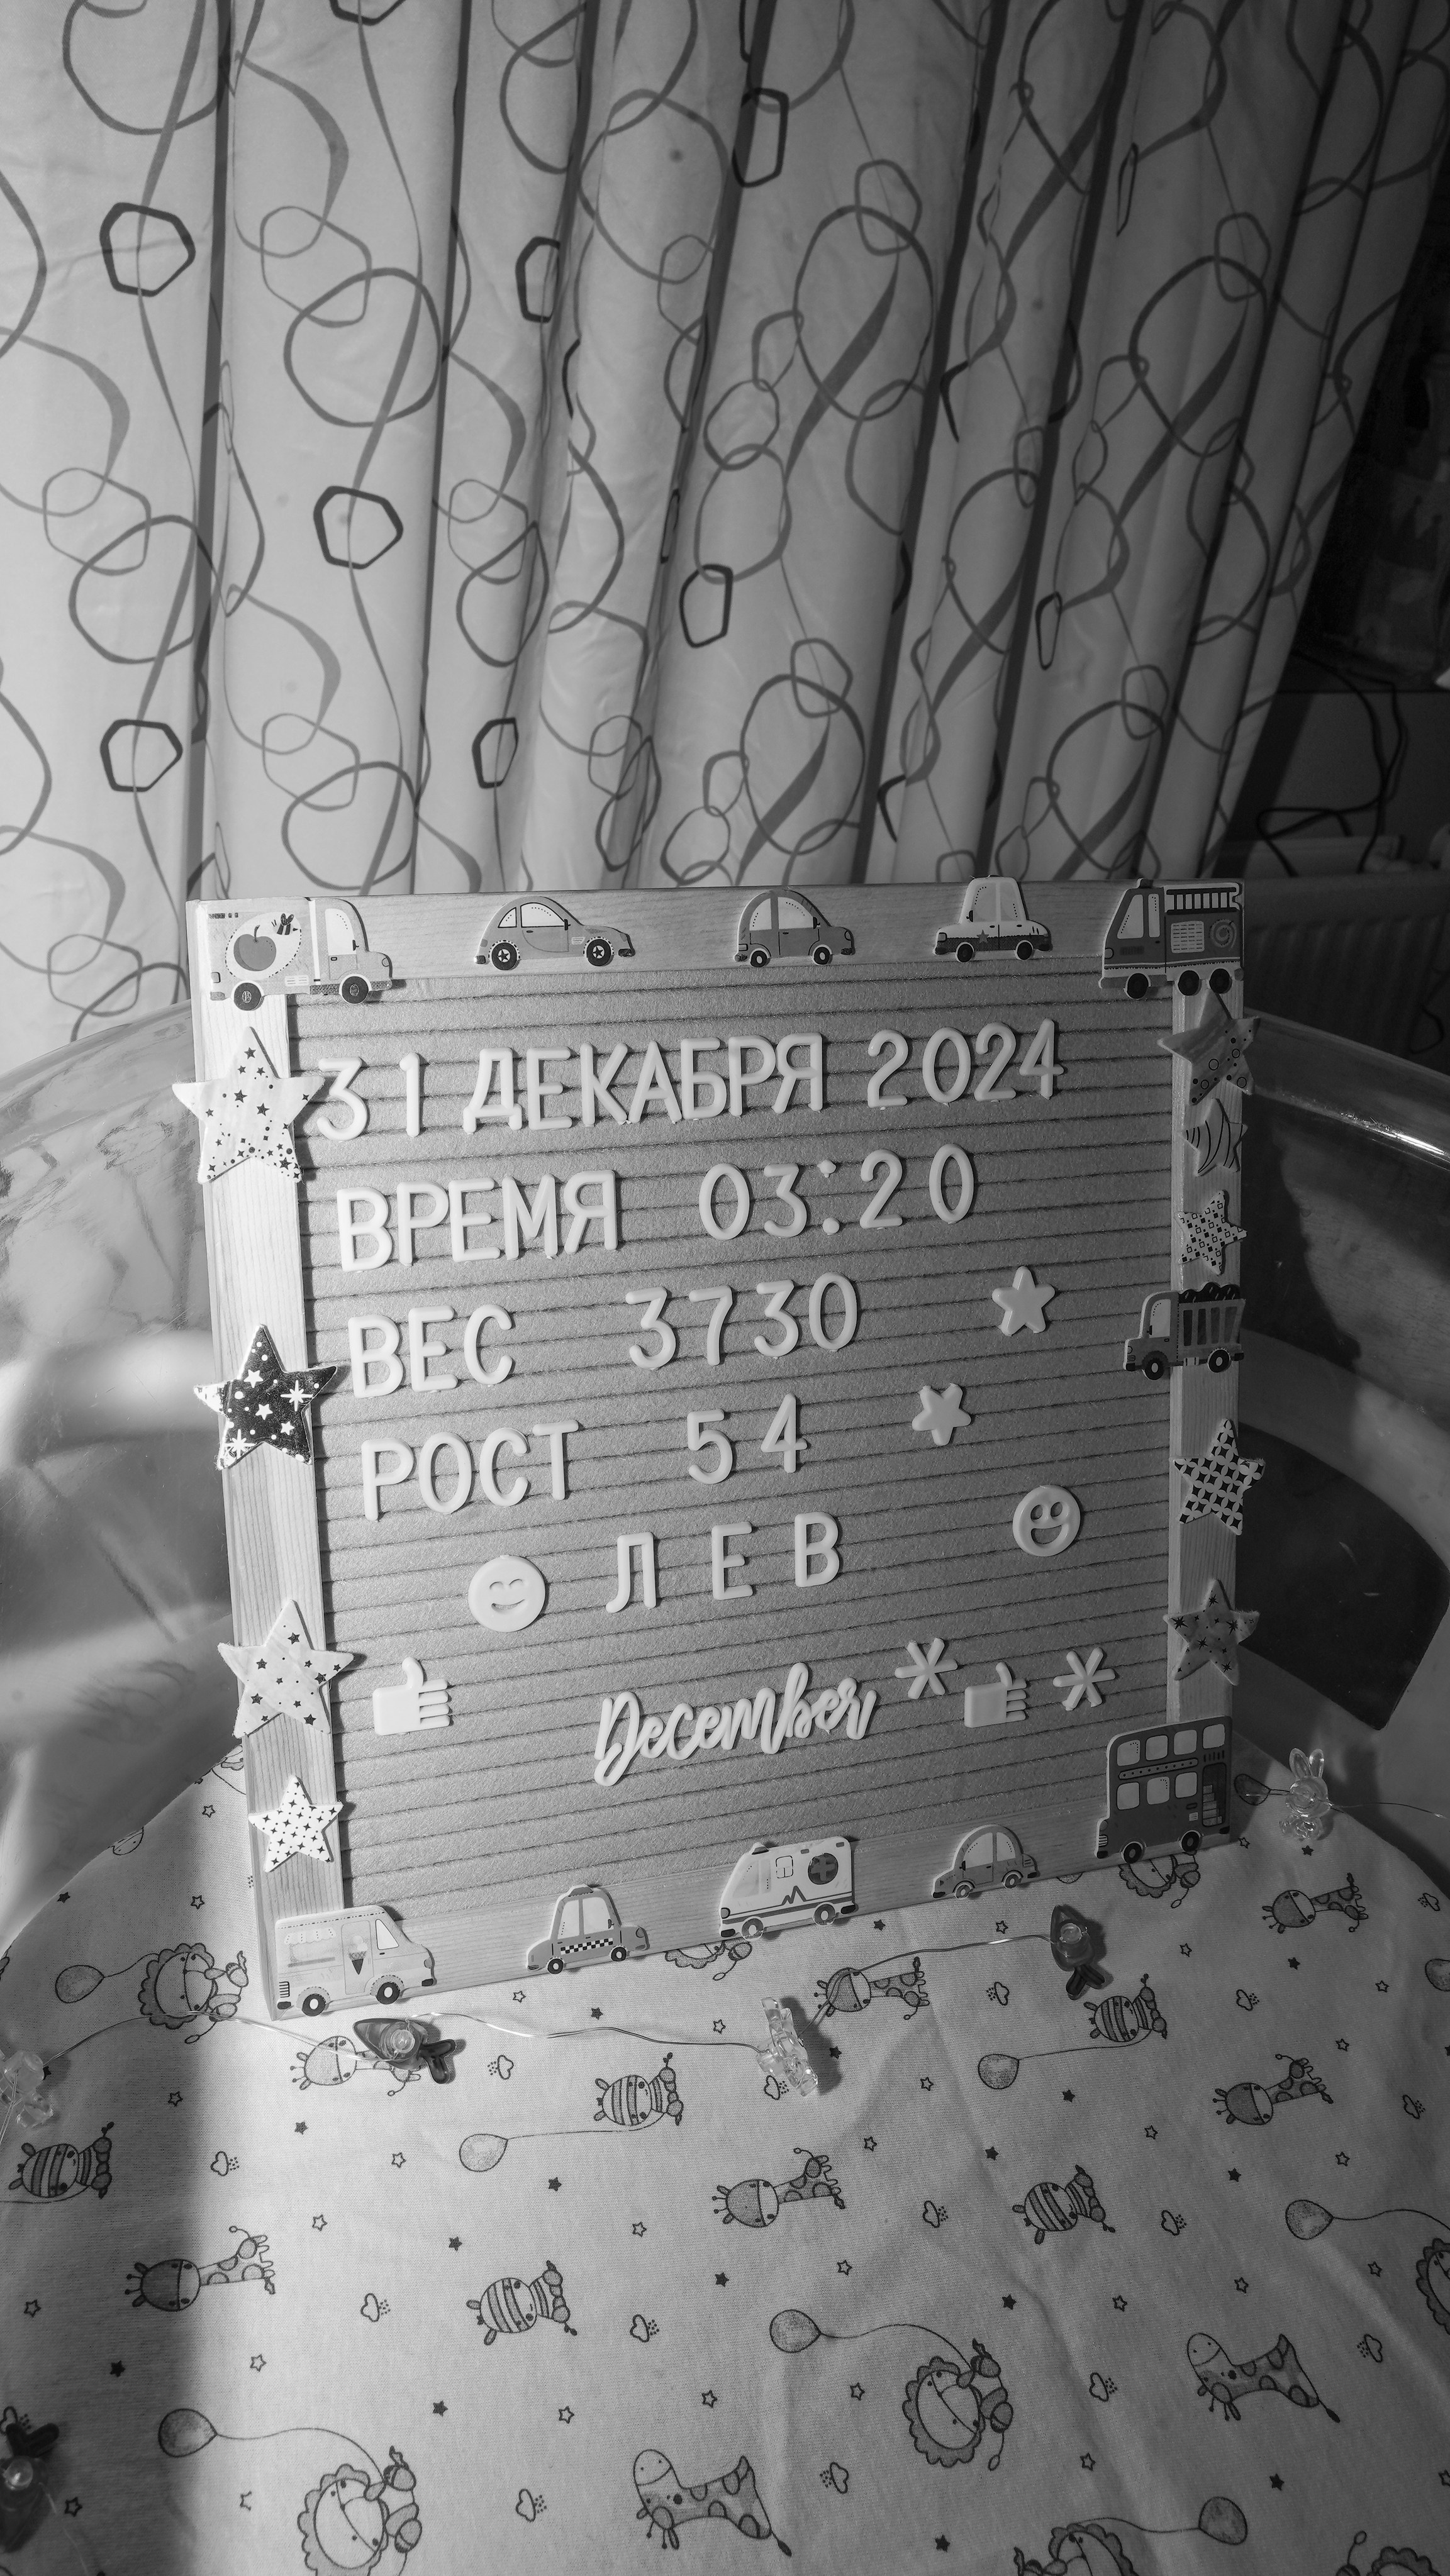 31 ДЕКАБРЯ 2024
ВРЕМЯ 03:20
ВЕС 3730
РОСТ 54
ЛЕВ
December